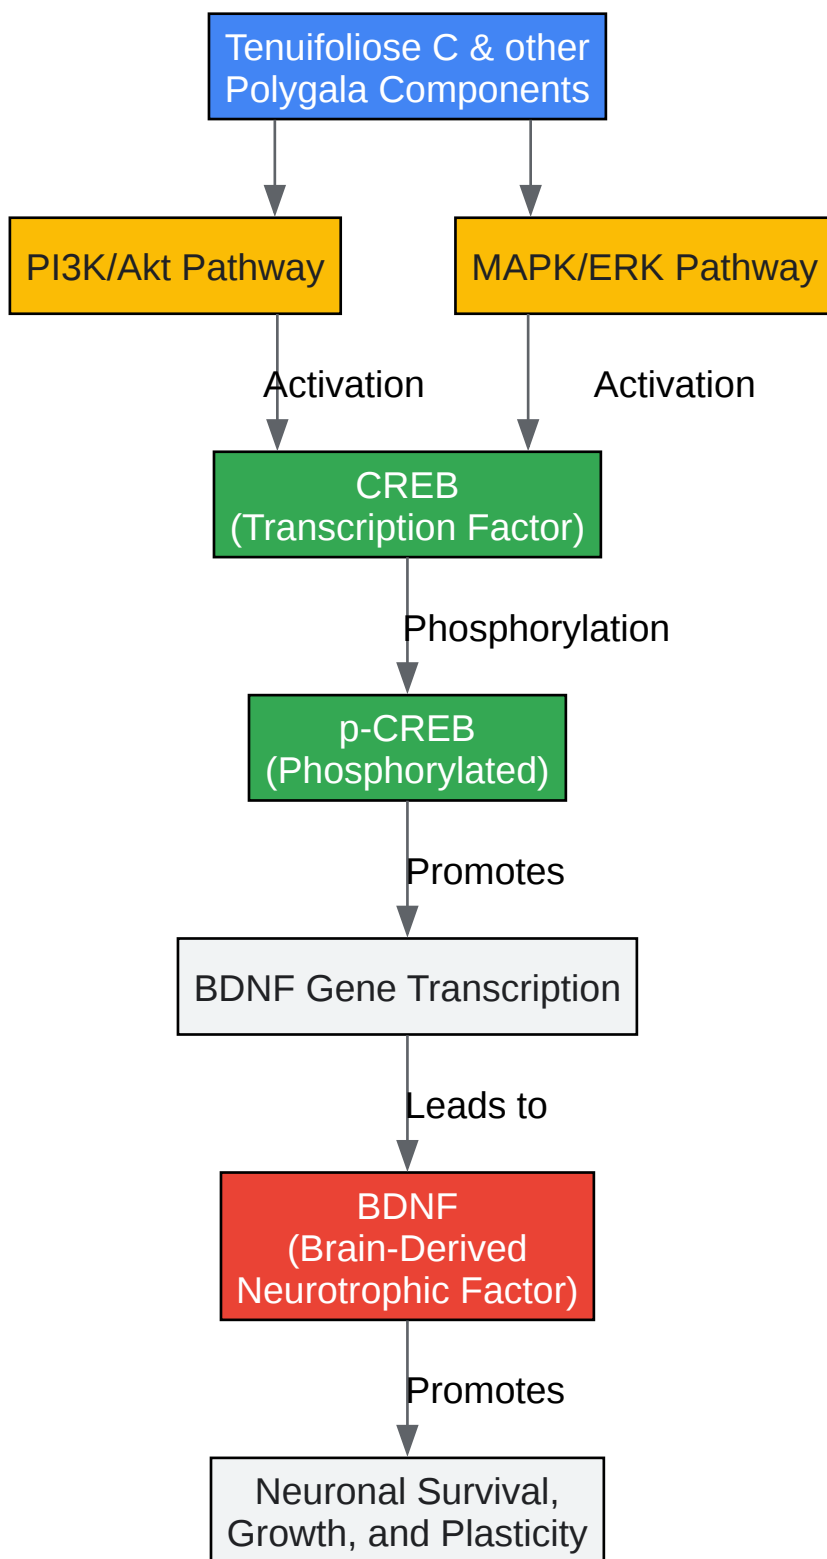 Tenuifoliose C & other
Polygala Components
PI3K/Akt Pathway
MAPK/ERK Pathway
Activation
Activation
CREB
(Transcription Factor)
Phosphorylation
p-CREB
(Phosphorylated)
Promotes
BDNF Gene Transcription
Leads to
BDNF
(Brain-Derived
Neurotrophic Factor)
Promotes
Neuronal Survival,
Growth, and Plasticity